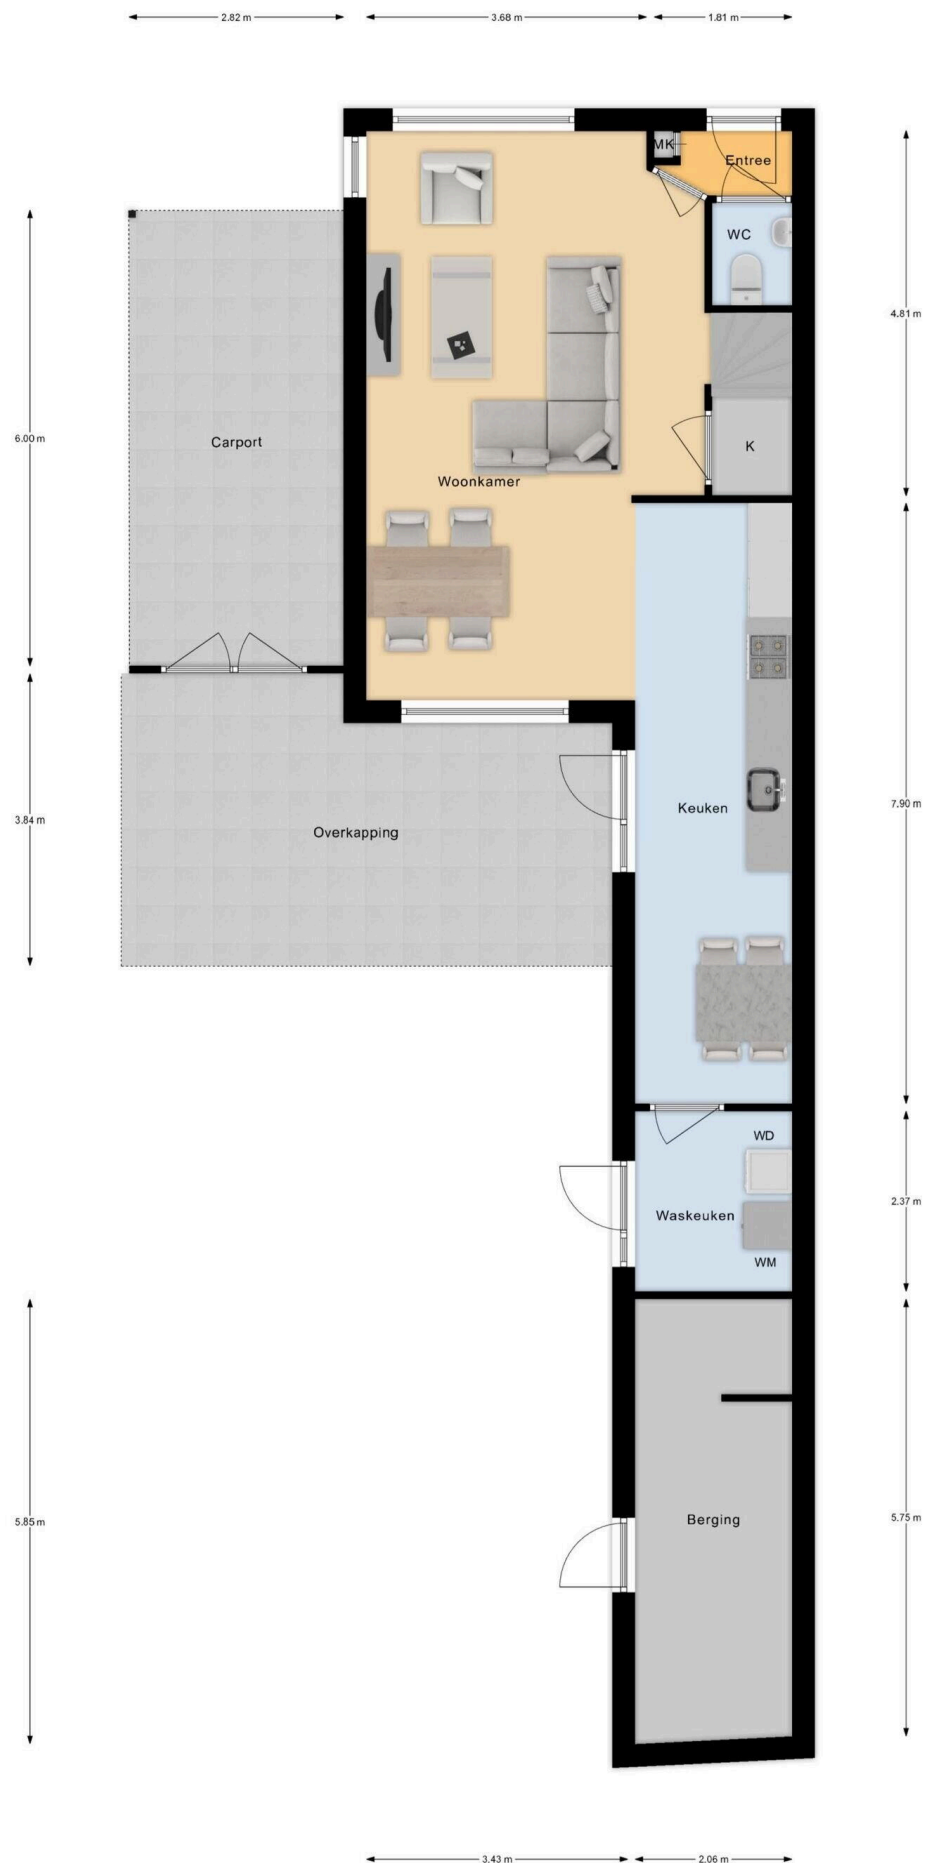 2.82 m
3.68 m
1.81 m
MK
Entree
WC
4.81 m
6.00 m
Carport
K
Woonkamer
7.90 m
Keuken
3.84 m
Overkapping
WD
2.37 m
Waskeuken
WM
5.85 m
Berging
5.75 m
3.43 m
2.06 m